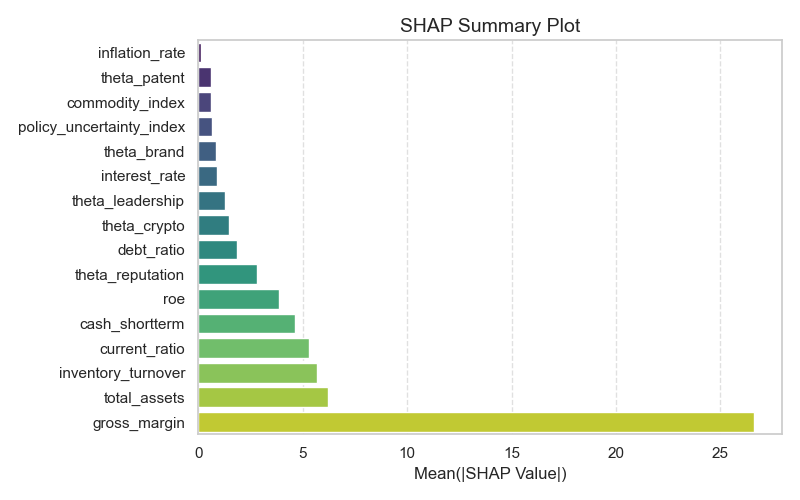 SHAP Summary Plot
inflation_rate
theta_patent
commodity_index
policy_uncertainty_index
theta_brand
interest_rate
theta_leadership
theta_crypto
debt_ratio
theta_reputation
roe
cash_shortterm
current_ratio
inventory_turnover
total_assets
gross_margin
0 5 10 15 20 25
Mean(|SHAP Value|)